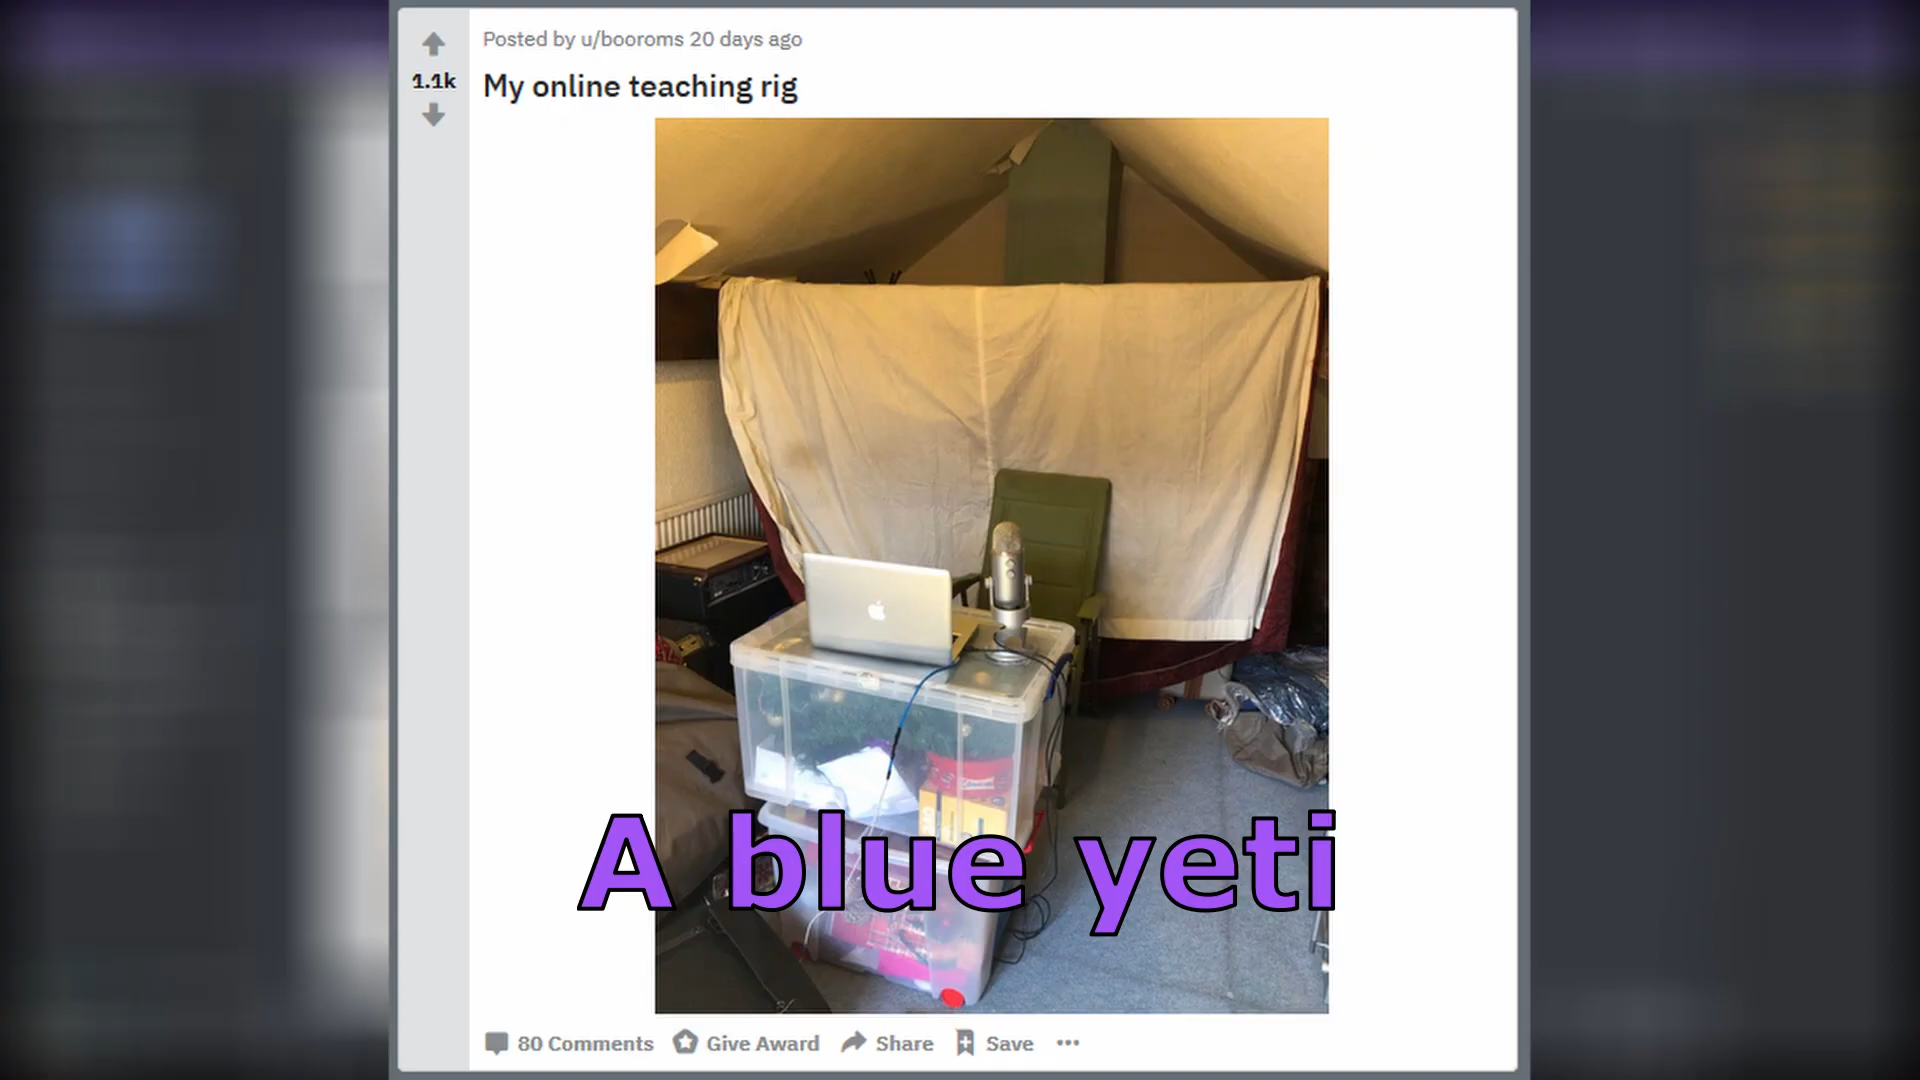 Posted by u/booroms 20 days ago
1.1k
My online teaching rig
A blue yeti
80 Comments Give Award Share Save •••